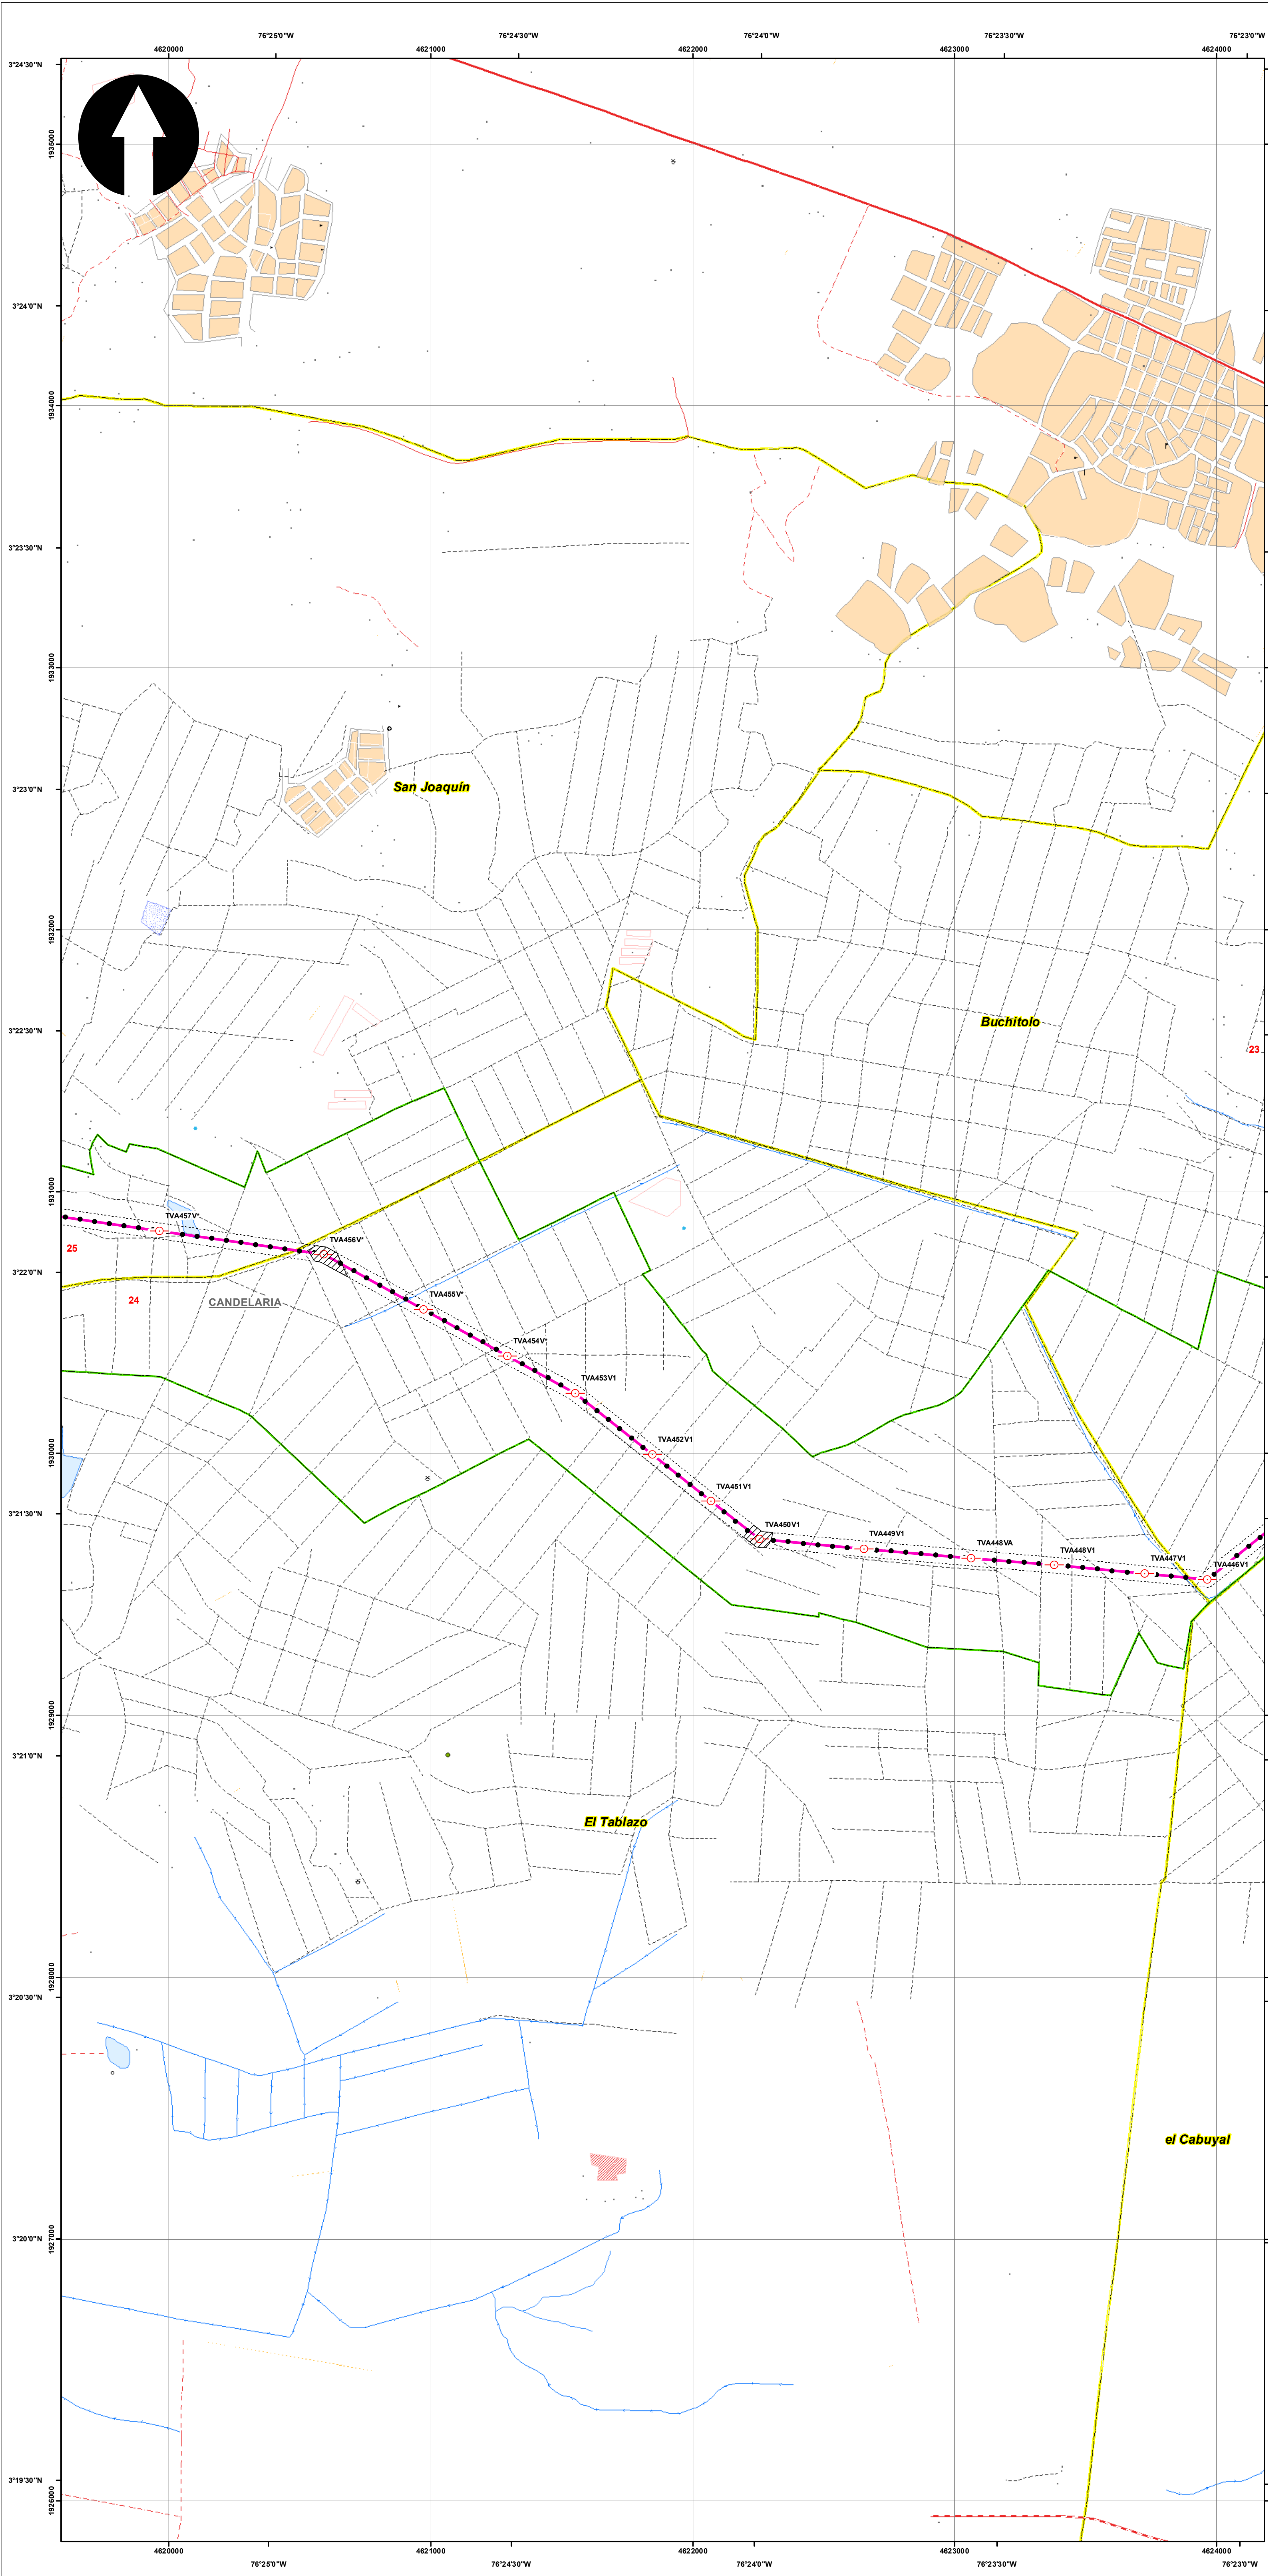 76°25'0"W 76°24'30"W 76°24'0"W 76°23'30"W 76°23'0"W
4620000 4621000 4622000 4623000 4624000
3°24'30"N
1935000
3°24'0"N
1934000
3°23'30"N
1933000
3°23'0"N
San Joaquín
1932000
3°22'30"N
Buchitolo
23
1931000
TVA457V*
25
TVA456V*
3°22'0"N
24
CANDELARIA
TVA455V*
TVA454V*
TVA453V1
TVA452V1
1930000
TVA451V1
3°21'30"N
TVA450V1
TVA449V1
TVA448VA
TVA448V1
TVA447V1
TVA446V1
1929000
3°21'0"N
El Tablazo
1928000
3°20'30"N
el Cabuyal
3°20'0"N
1927000
3°19'30"N
1926000
4620000 4621000 4622000 4623000 4624000
76°25'0"W 76°24'30"W 76°24'0"W 76°23'30"W 76°23'0"W